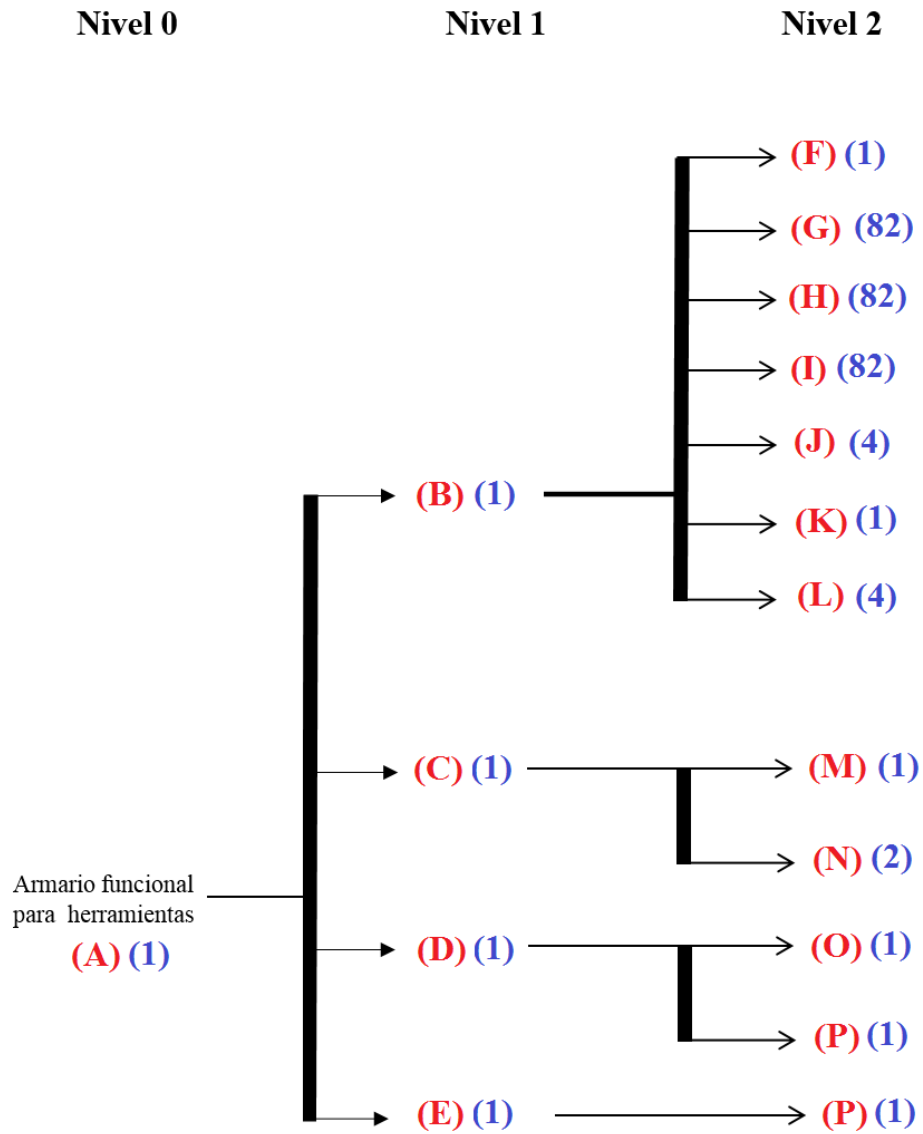 Nivel 0 Nivel 1 Nivel 2
(F) (1)
(G) (82)
(H) (82)
(I) (82)
(J) (4)
(B) (1)
(K) (1)
(L) (4)
(C) (1)
(M) (1)
(N) (2)
Armario funcional
para herramientas
(A) (1)
(D) (1)
(O) (1)
(P) (1)
(E) (1)
(P) (1)